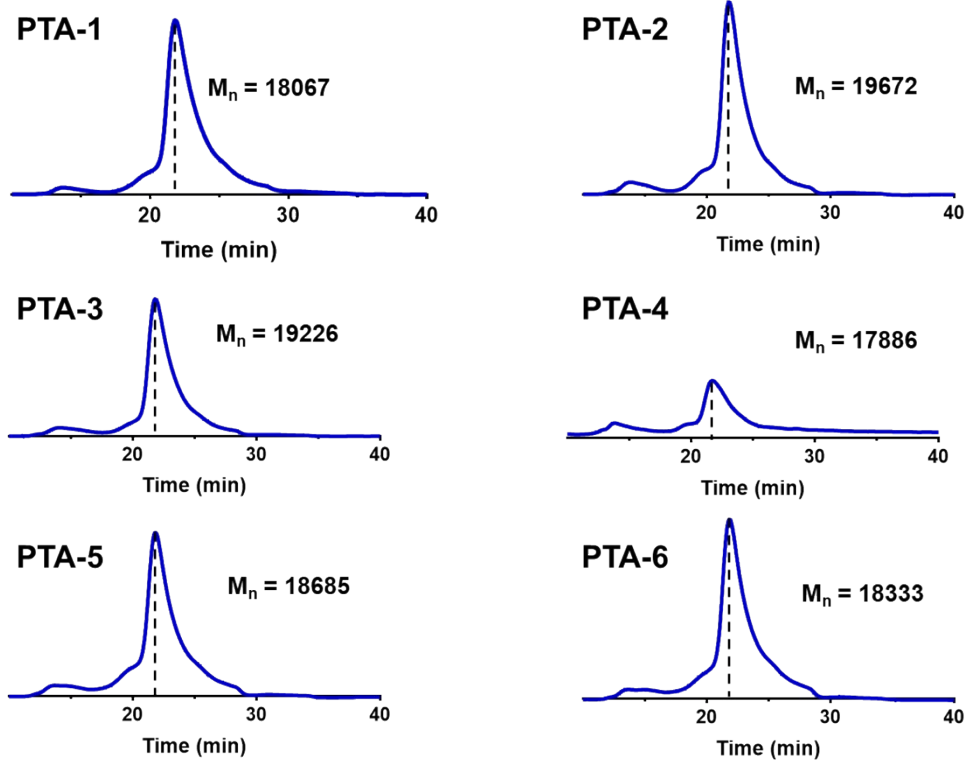 PTA-1
Mn = 18067
20 30 40
Time (min)
PTA-2
Mn = 19672
20 30 40
Time (min)
PTA-3
Mn = 19226
20 30 40
Time (min)
PTA-4
Mn = 17886
20 30 40
Time (min)
PTA-5
Mn = 18685
20 30 40
Time (min)
PTA-6
Mn = 18333
20 30 40
Time (min)